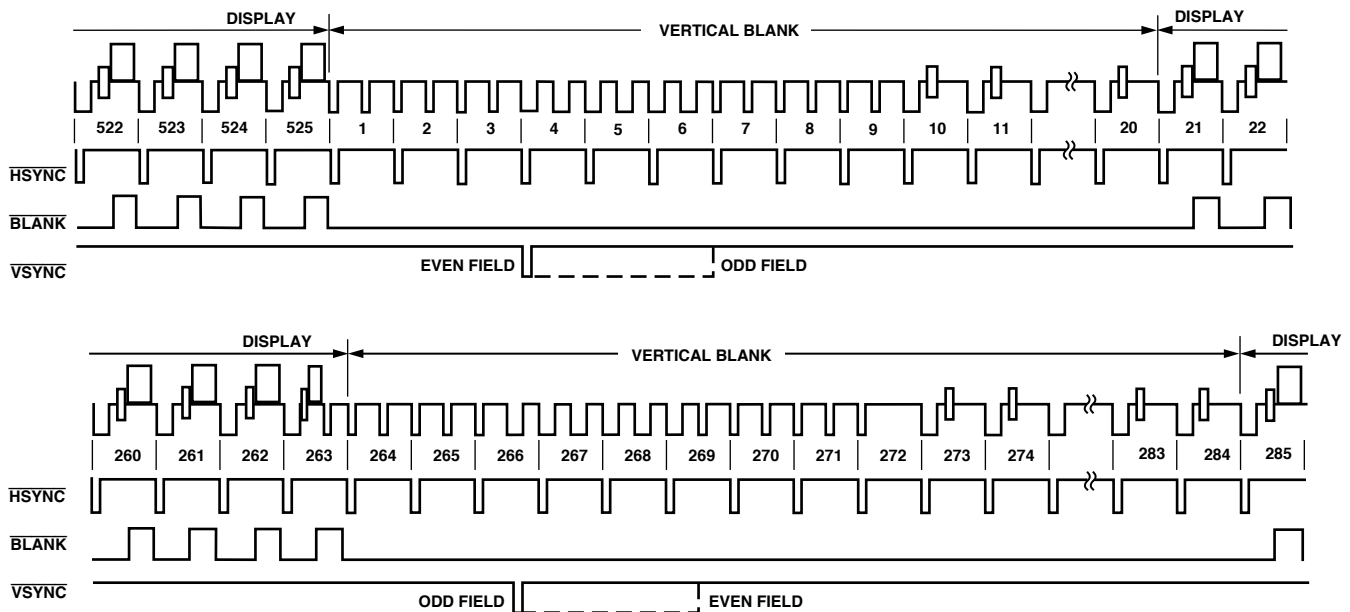 DISPLAY VERTICAL BLANK DISPLAY
522 523 524 525 1 2 3 4 5 6 7 8 9 10 11 20 21 22
HSYNC
BLANK
VSYNC EVEN FIELD ODD FIELD
DISPLAY VERTICAL BLANK DISPLAY
260 261 262 263 264 265 266 267 268 269 270 271 272 273 274 283 284 285
HSYNC
BLANK
VSYNC ODD FIELD EVEN FIELD